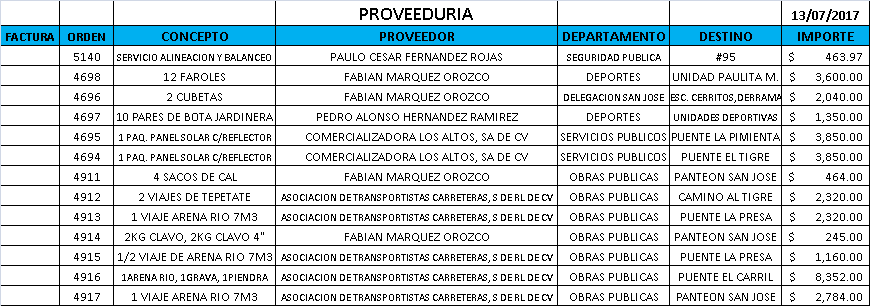 PROVEEDURIA 13/07/2017
FACTURA ORDEN CONCEPTO PROVEEDOR DEPARTAMENTO DESTINO IMPORTE
5140 SERVICIO ALINEACION Y BALANCEO PAULO CESAR FERNANDEZ ROJAS SEGURIDAD PUBLICA #95 $ 463.97
4698 12 FAROLES FABIAN MARQUEZ OROZCO DEPORTES UNIDAD PAULITA M. $ 3,600.00
4696 2 CUBETAS FABIAN MARQUEZ OROZCO DELEGACION SAN JOSE ESC. CERRITOS,DERRAMA $ 2,040.00
4697 10 PARES DE BOTA JARDINERA PEDRO ALONSO HERNANDEZ RAMIREZ DEPORTES UNIDADES DEPORTIVAS $ 1,350.00
4695 1 PAQ. PANEL SOLAR C/REFLECTOR COMERCIALIZADORA LOS ALTOS, SA DE CV SERVICIOS PUBLICOS PUENTE LA PIMIENTA $ 3,850.00
4694 1 PAQ. PANEL SOLAR C/REFLECTOR COMERCIALIZADORA LOS ALTOS, SA DE CV SERVICIOS PUBLICOS PUENTE EL TIGRE $ 3,850.00
4911 4 SACOS DE CAL FABIAN MARQUEZ OROZCO OBRAS PUBLICAS PANTEON SAN JOSE $ 464.00
4912 2 VIAJES DE TEPETATE ASOCIACION DE TRANSPORTISTAS CARRETERAS, S DE RL DE CV OBRAS PUBLICAS CAMINO AL TIGRE $ 2,320.00
4913 1 VIAJE ARENA RIO 7M3 ASOCIACION DE TRANSPORTISTAS CARRETERAS, S DE RL DE CV OBRAS PUBLICAS PUENTE LA PRESA $ 2,320.00
4914 2KG CLAVO, 2KG CLAVO 4" FABIAN MARQUEZ OROZCO OBRAS PUBLICAS PANTEON SAN JOSE $ 245.00
4915 1/2 VIAJE DE ARENA RIO 7M3 ASOCIACION DE TRANSPORTISTAS CARRETERAS, S DE RL DE CV OBRAS PUBLICAS PUENTE LA PRESA $ 1,160.00
4916 1ARENA RIO, 1GRAVA, 1PIENDRA ASOCIACION DE TRANSPORTISTAS CARRETERAS, S DE RL DE CV OBRAS PUBLICAS PUENTE EL CARRIL $ 8,352.00
4917 1 VIAJE ARENA RIO 7M3 ASOCIACION DE TRANSPORTISTAS CARRETERAS, S DE RL DE CV OBRAS PUBLICAS PANTEON SAN JOSE $ 2,784.00